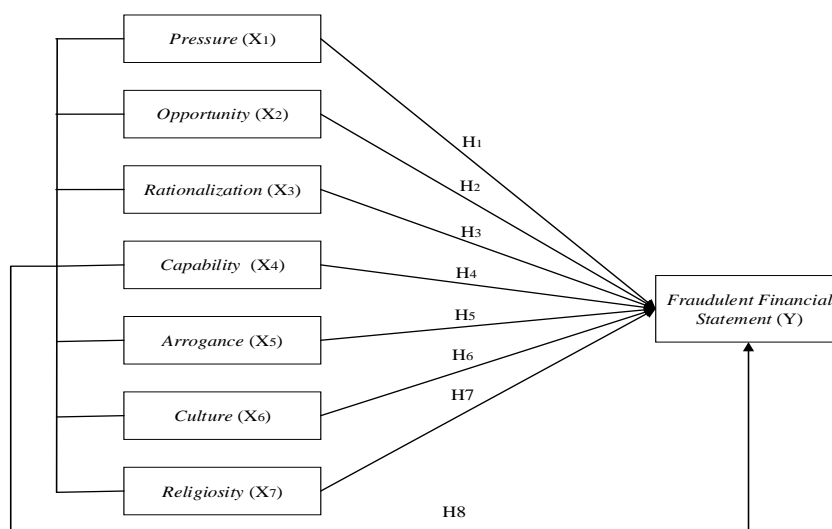 Pressure (X1)
Opportunity (X2)
Rationalization (X3)
Capability (X4)
Arrogance (X5)
Culture (X6)
Religiosity (X7)
H1
H2
H3
H4
H5
H6
H7
H8
Fraudulent Financial
Statement (Y)